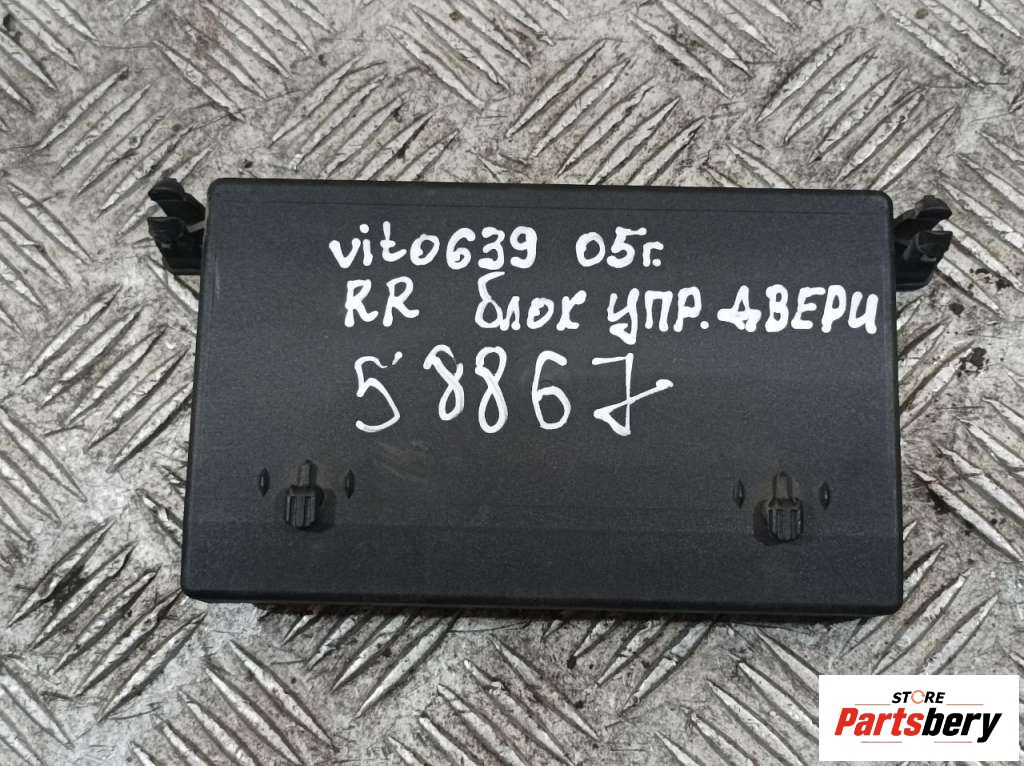 vito639 05г.
RR блок упр. двери
58867
STORE
Partsbery